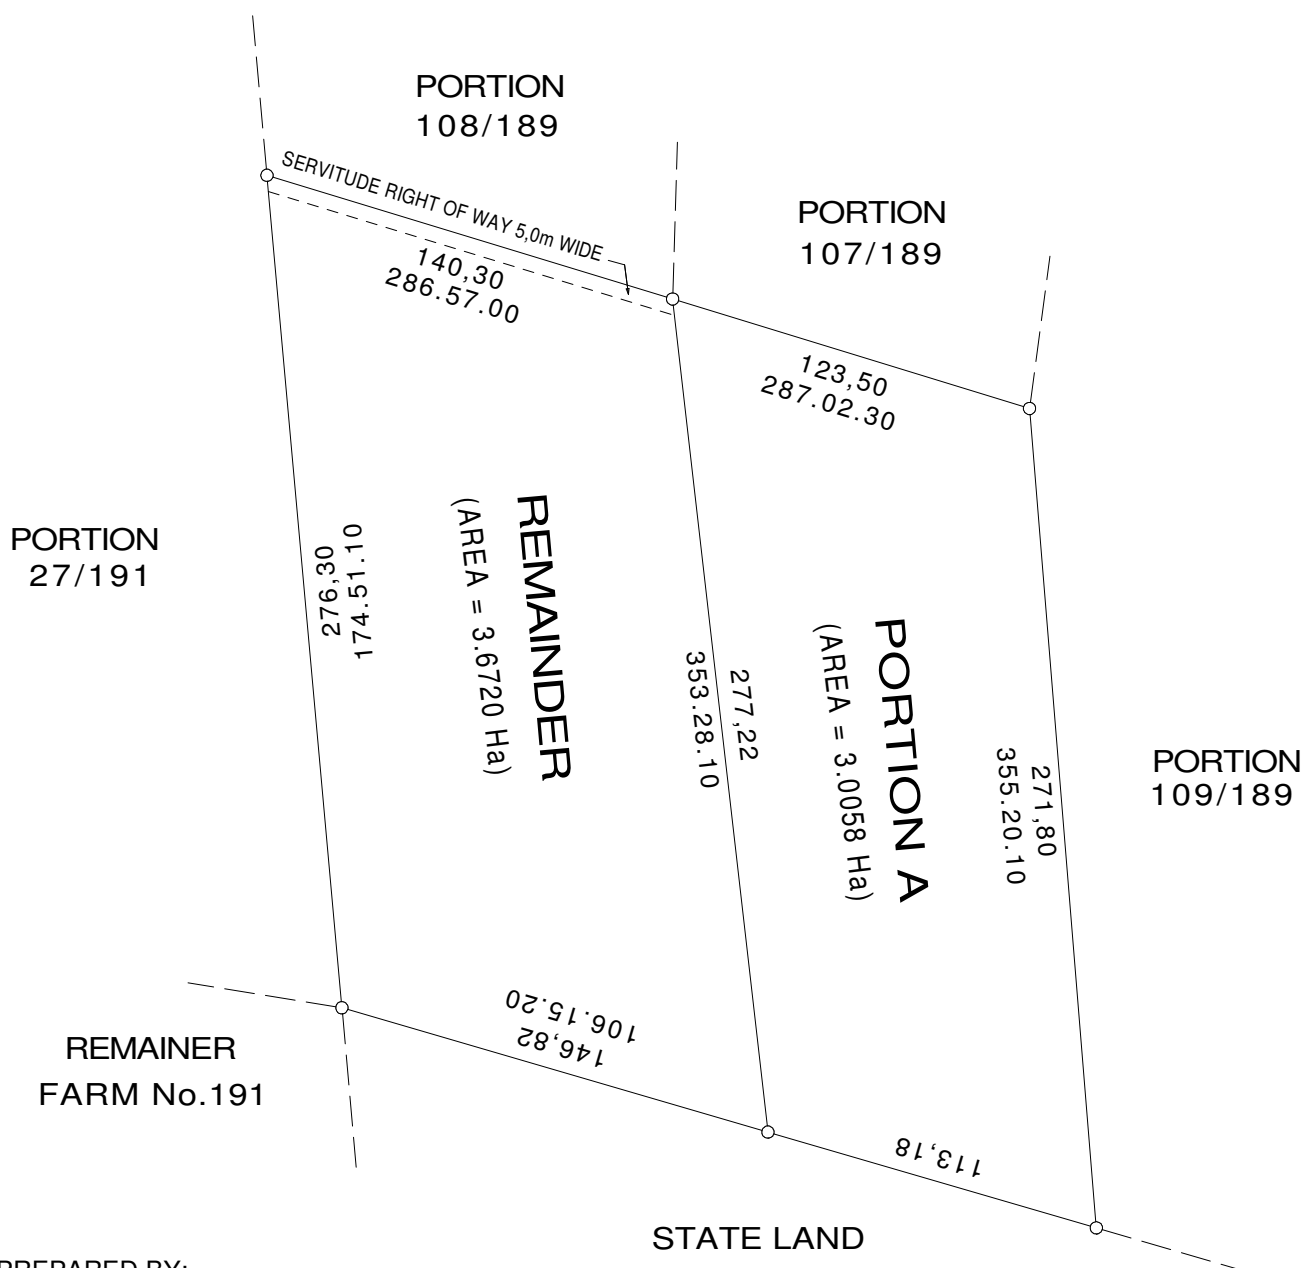 PORTION
108/189
SERVITUDE RIGHT OF WAY 5,0m WIDE
140,30
286.57.00
PORTION
107/189
123,50
287.02.30
PORTION
27/191
276,30
174.51.10
REMAINDER
(AREA = 3.6720 Ha)
277,22
353.28.10
PORTION A
(AREA = 3.0058 Ha)
271,80
355.20.10
PORTION
109/189
146,82
106.15.20
REMAINER
FARM No.191
113,18
STATE LAND
PREPARED BY: